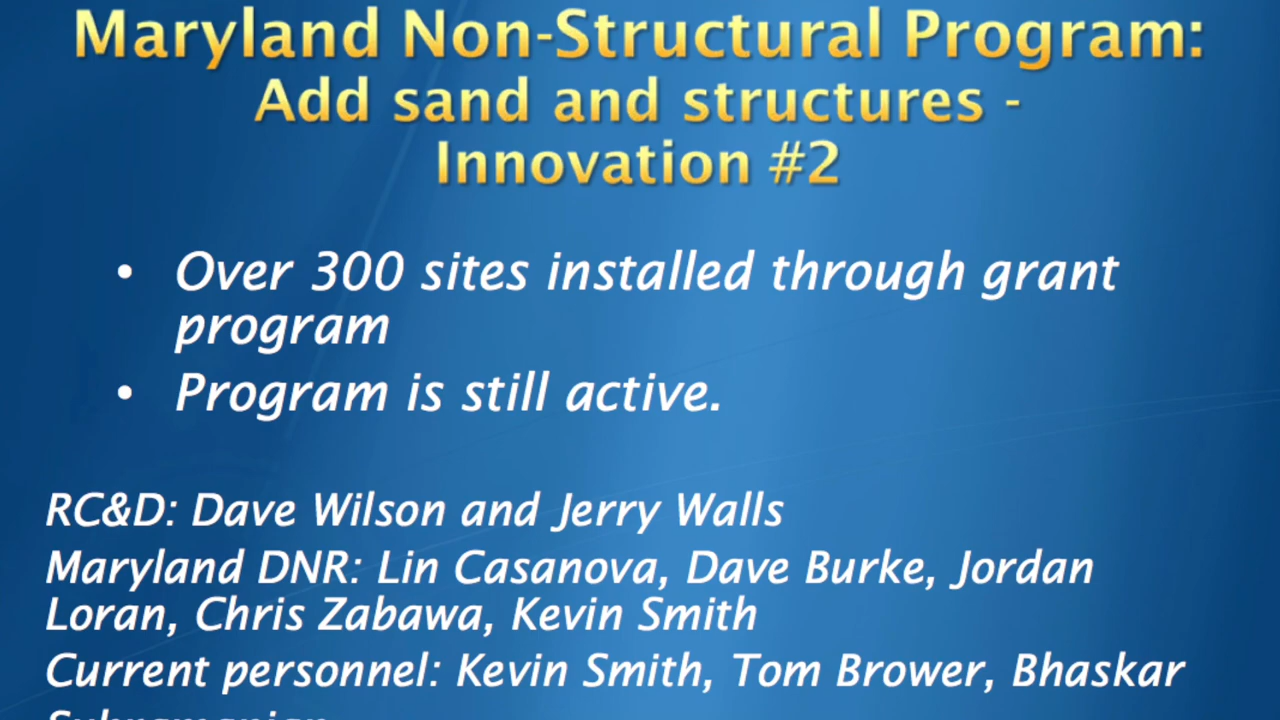 Maryland Non-Structural Program:
Add sand and structures -
Innovation #2
• Over 300 sites installed through grant
program
• Program is still active.
RC&D: Dave Wilson and Jerry Walls
Maryland DNR: Lin Casanova, Dave Burke, Jordan
Loran, Chris Zabawa, Kevin Smith
Current personnel: Kevin Smith, Tom Brower, Bhaskar